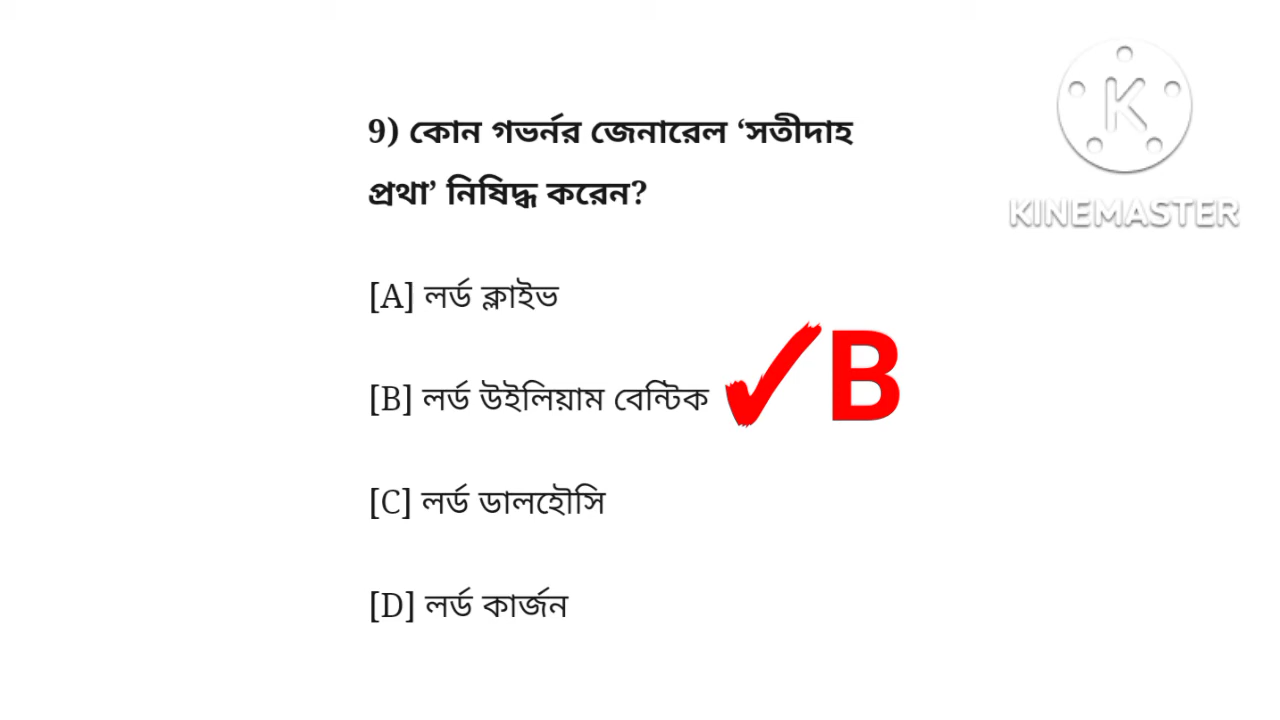 9) কোন গভর্নর জেনারেল ‘সতীদাহ
প্রথা’ নিষিদ্ধ করেন?
[A] লর্ড ক্লাইভ
[B] লর্ড উইলিয়াম বেন্টিক
B
[C] লর্ড ডালহৌসি
[D] লর্ড কার্জন
K
KINEMASTER